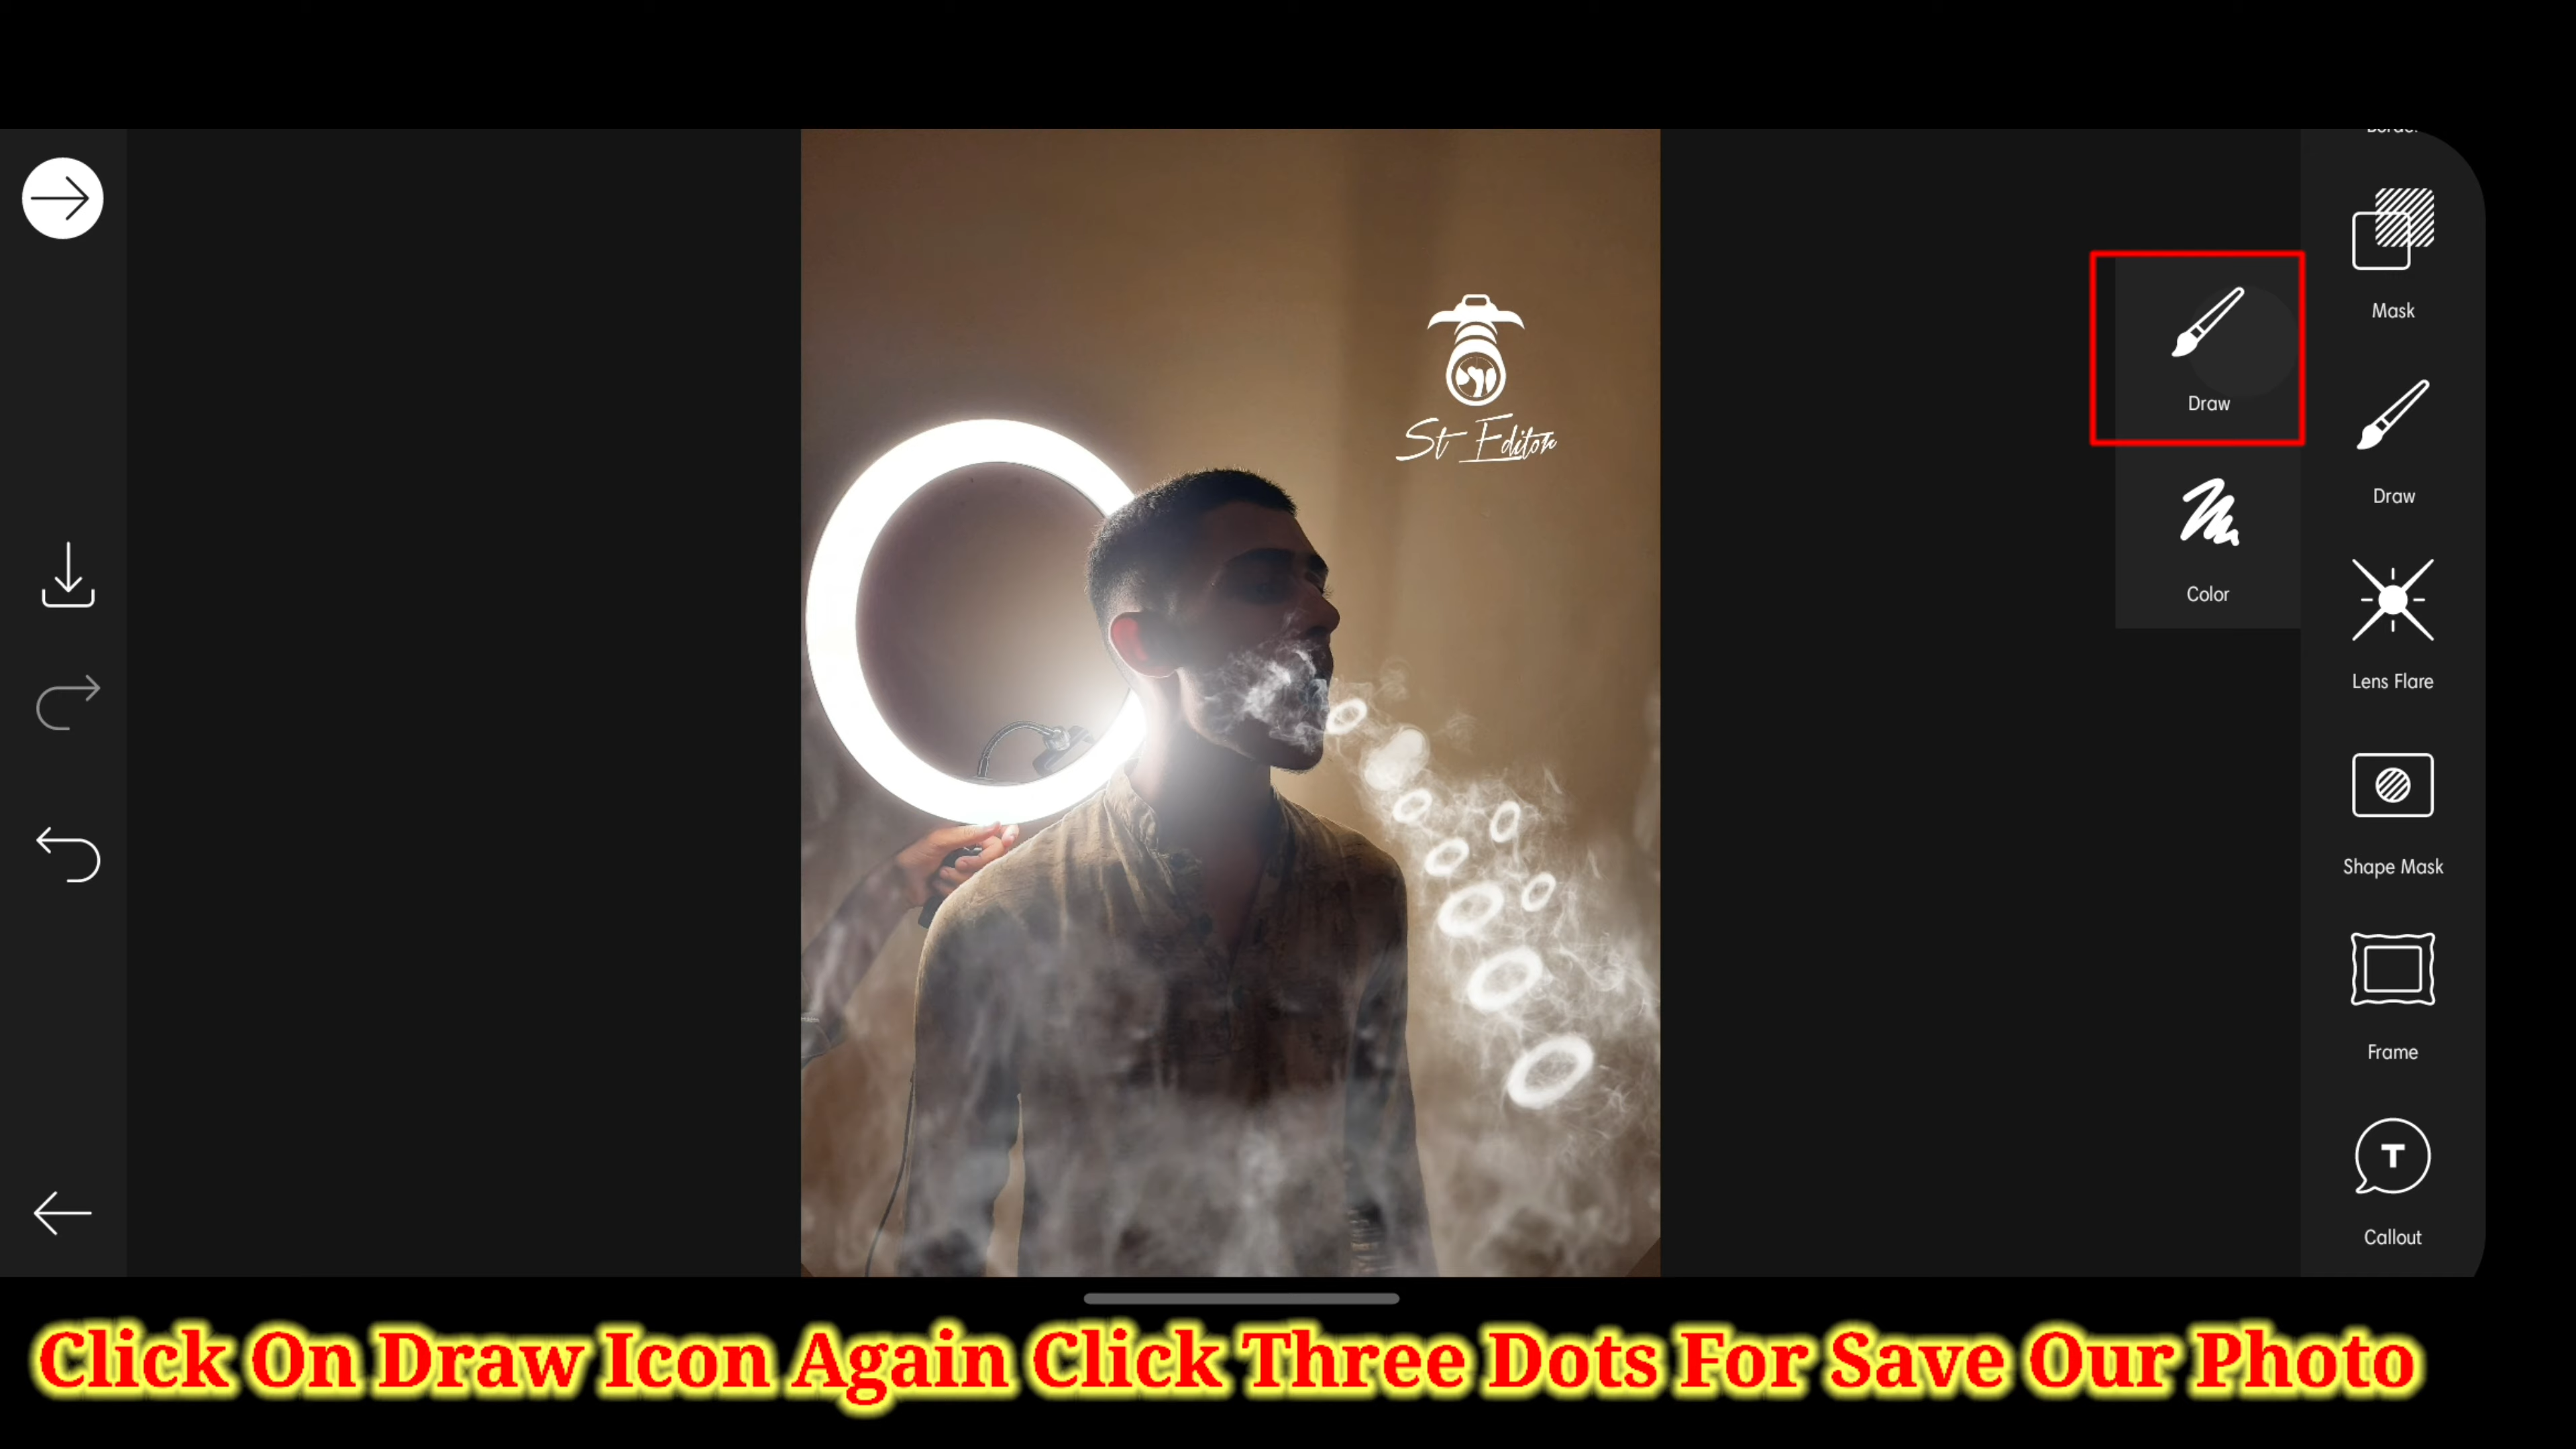 Mask
Draw
Draw
St Editor
Color
Lens Flare
Shape Mask
Frame
T
Callout
Click On Draw Icon Again Click Three Dots For Save Our Photo